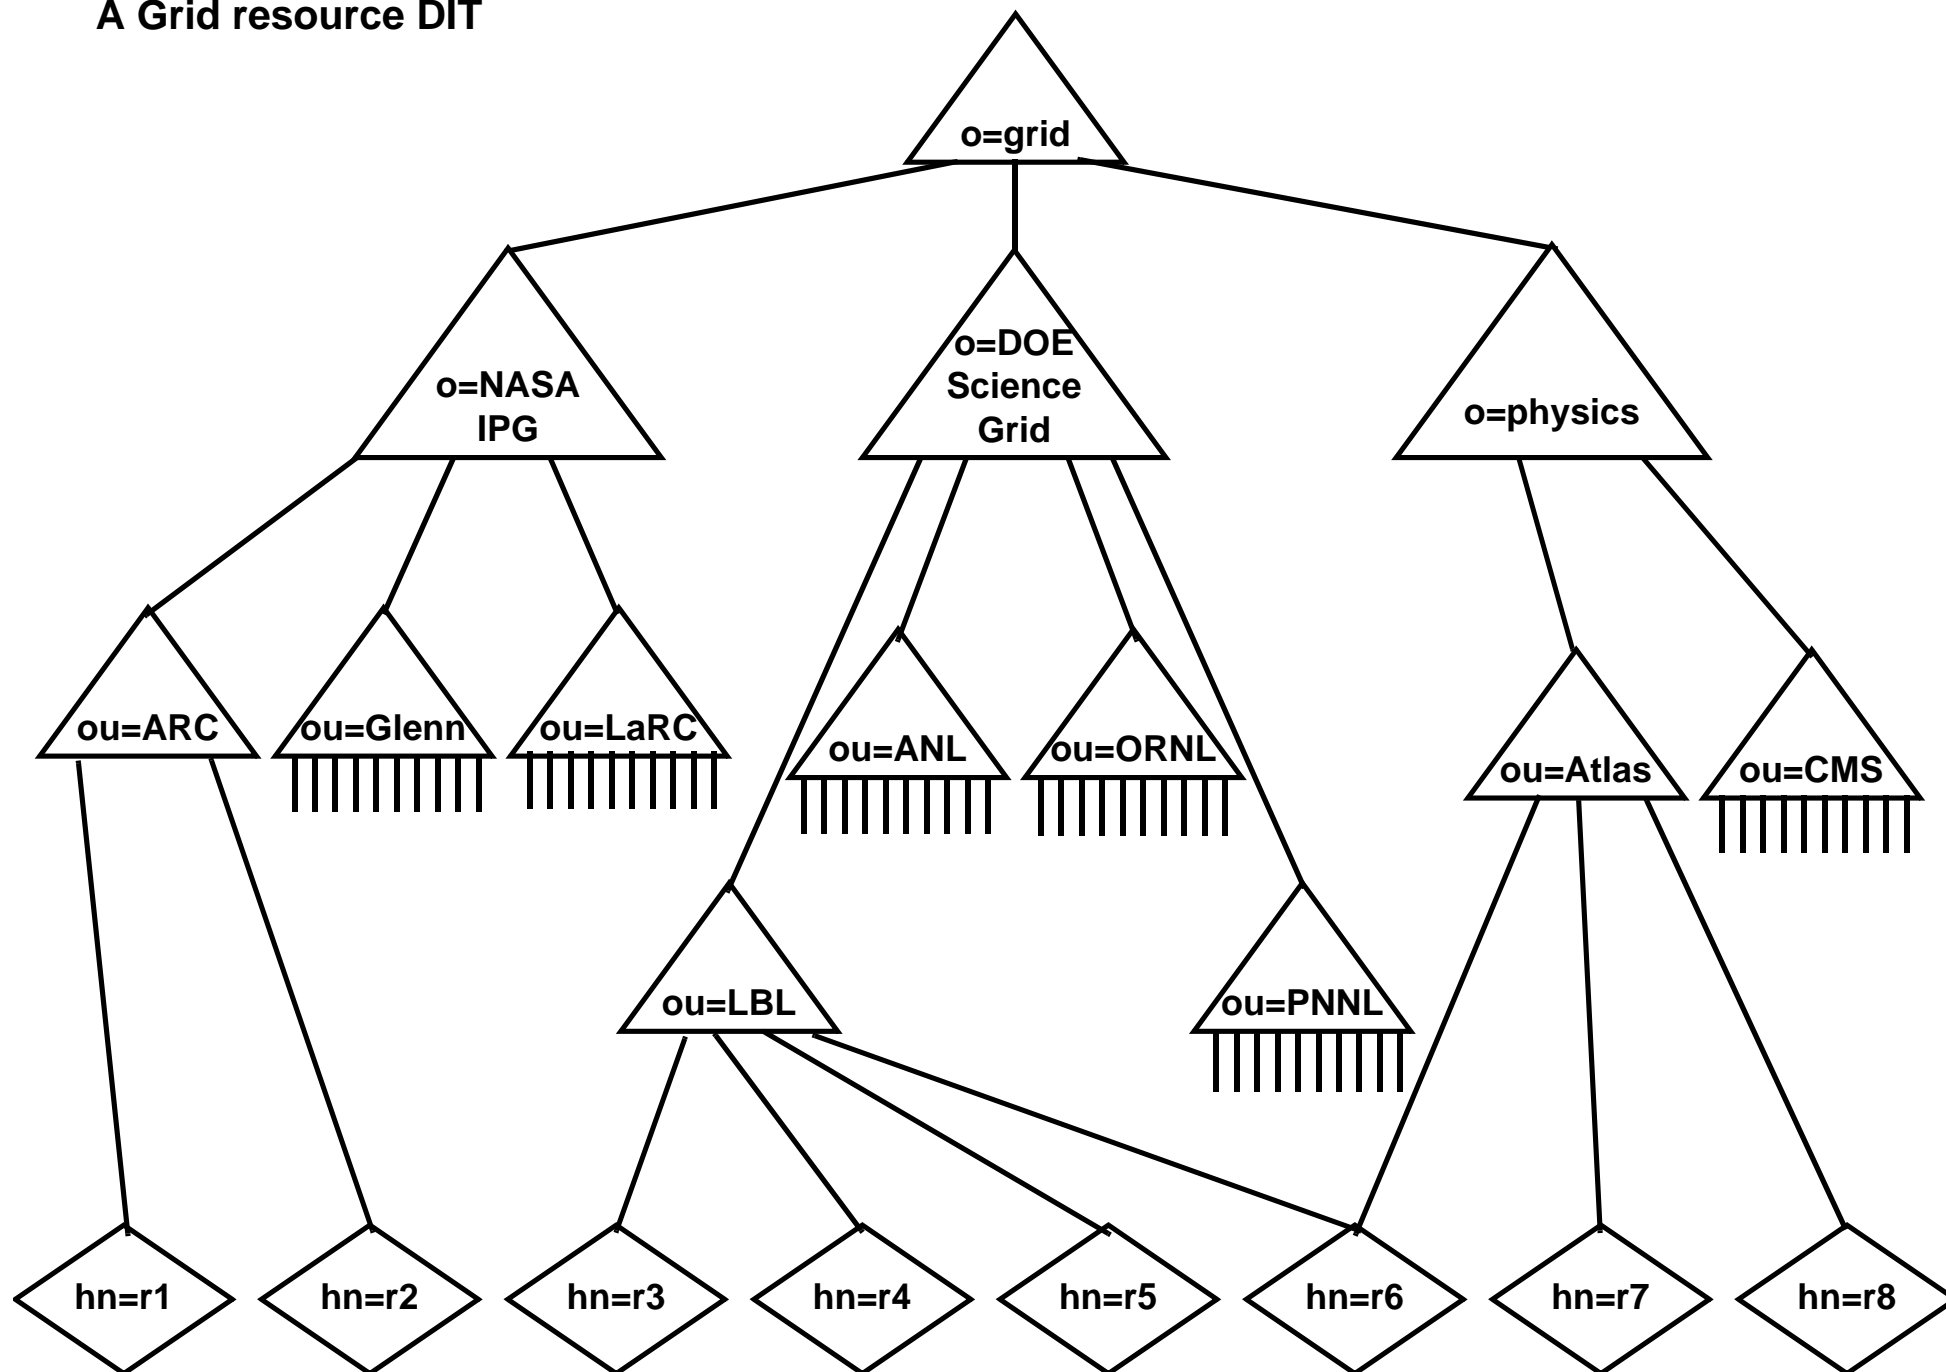 A Grid resource DIT
o=grid
o=NASA
IPG
o=DOE
Science
Grid
o=physics
ou=ARC
ou=Glenn
ou=LaRC
ou=ANL
ou=ORNL
ou=Atlas
ou=CMS
ou=LBL
ou=PNNL
hn=r1
hn=r2
hn=r3
hn=r4
hn=r5
hn=r6
hn=r7
hn=r8